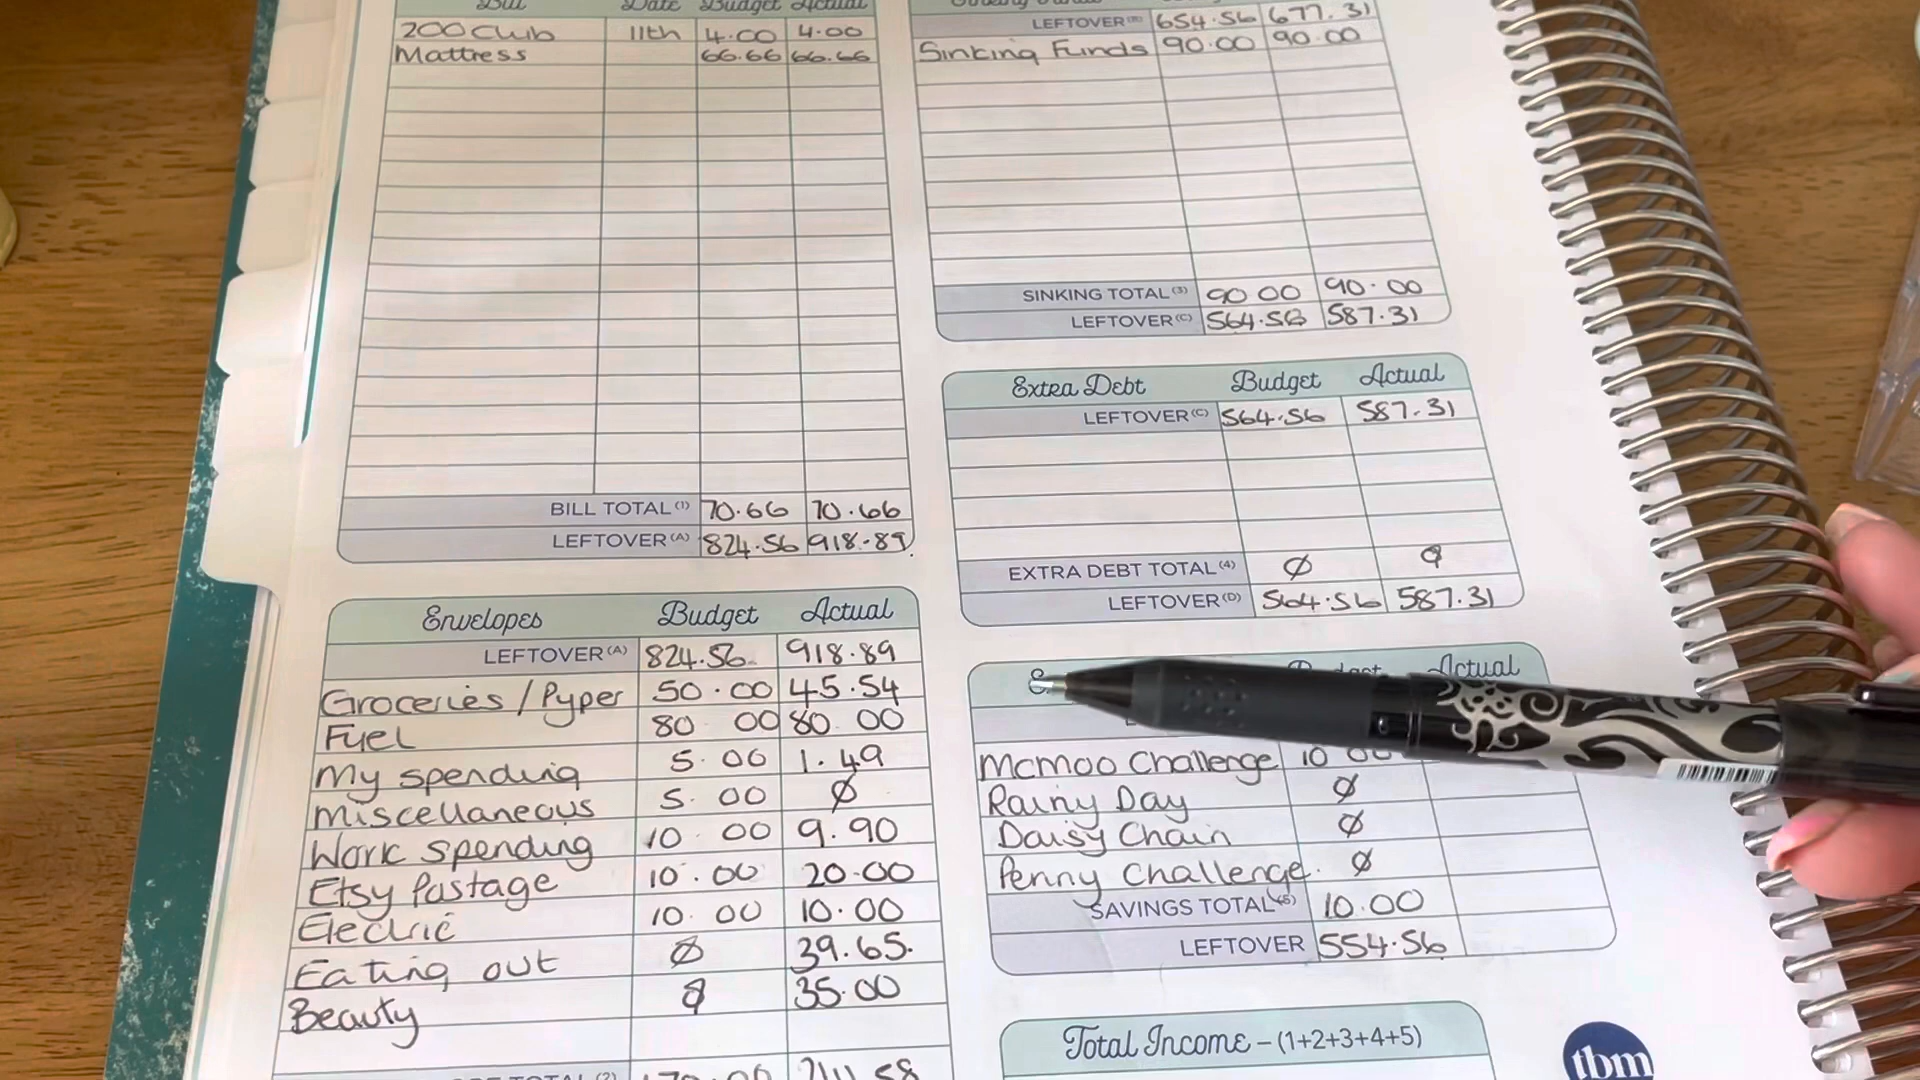 Bill Date Budget Actual
200 Club 11th 4.00 4.00
Mattress 66.66 66.66
BILL TOTAL (1) 70.66 70.66
LEFTOVER (A) 824.56 918.89
Envelopes Budget Actual
LEFTOVER (A) 824.56 918.89
Groceries / Pyper 50.00 45.54
Fuel 80 00 80.00
My spending 5.00 1.49
Miscellaneous 5.00 ∅
Work spending 10.00 9.90
Etsy Postage 10.00 20.00
Electric 10.00 10.00
Eating out ∅ 39.65.
Beauty ∅ 35.00
TOTAL (2) 170.00
LEFTOVER (B) 654.56 677.31
Sinking Funds 90.00 90.00
SINKING TOTAL (3) 90 00 90.00
LEFTOVER (C) 564.56 587.31
Extra Debt Budget Actual
LEFTOVER (C) 564.56 587.31
EXTRA DEBT TOTAL (4) ∅ ∅
LEFTOVER (D) 564.56 587.31
Actual
Mcmoo Challenge 10 00
Rainy Day ∅
Daisy Chain ∅
Penny Challenge. ∅
SAVINGS TOTAL (5) 10.00
LEFTOVER 554.56
Total Income - (1+2+3+4+5)
tbm